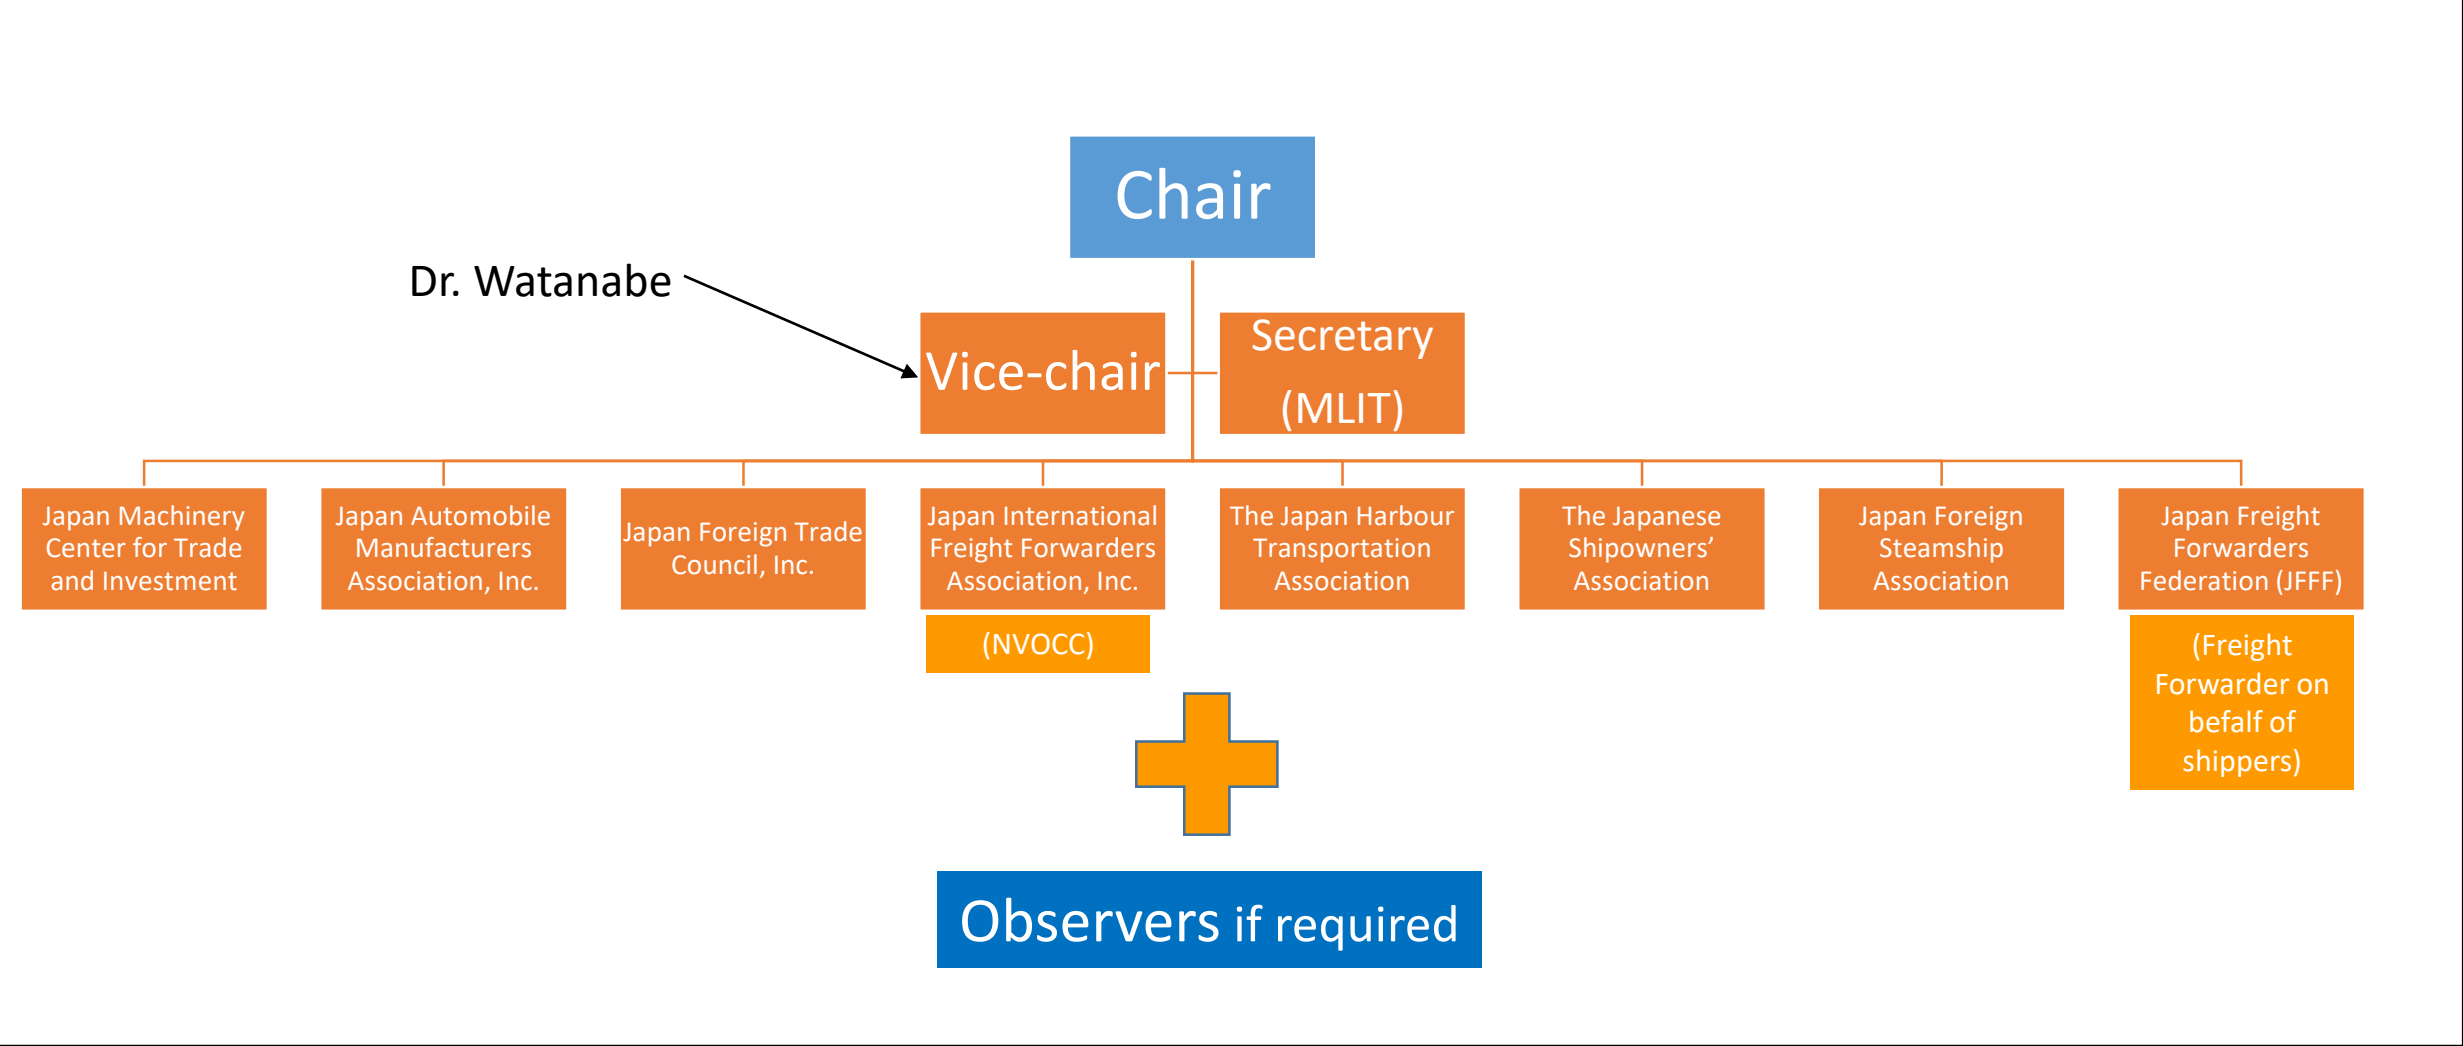 Chair
Dr. Watanabe
Vice-chair
Secretary
(MLIT)
Japan Machinery
Center for Trade
and Investment
Japan Automobile
Manufacturers
Association, Inc.
Japan Foreign Trade
Council, Inc.
Japan International
Freight Forwarders
Association, Inc.
(NVOCC)
The Japan Harbour
Transportation
Association
The Japanese
Shipowners’
Association
Japan Foreign
Steamship
Association
Japan Freight
Forwarders
Federation (JFFF)
(Freight
Forwarder on
befalf of
shippers)
Observers if required